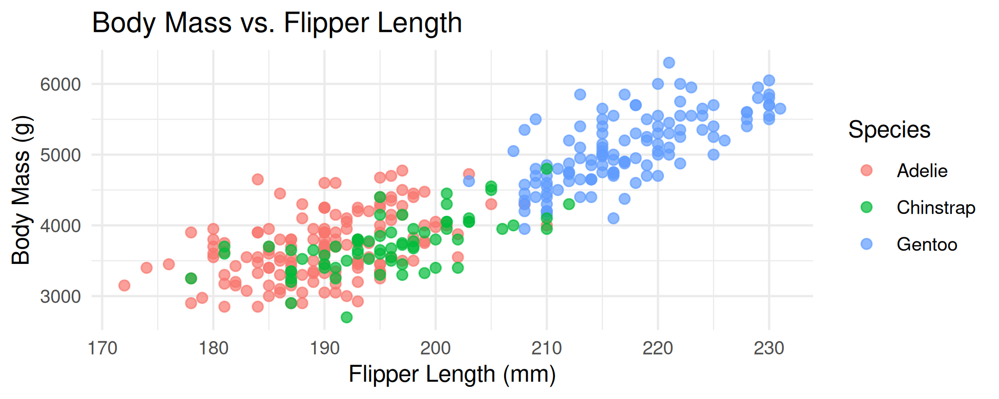 Body Mass vs. Flipper Length
6000
5000
4000
3000
Body Mass (g)
170 180 190 200 210 220 230
Flipper Length (mm)
Species
Adelie
Chinstrap
Gentoo